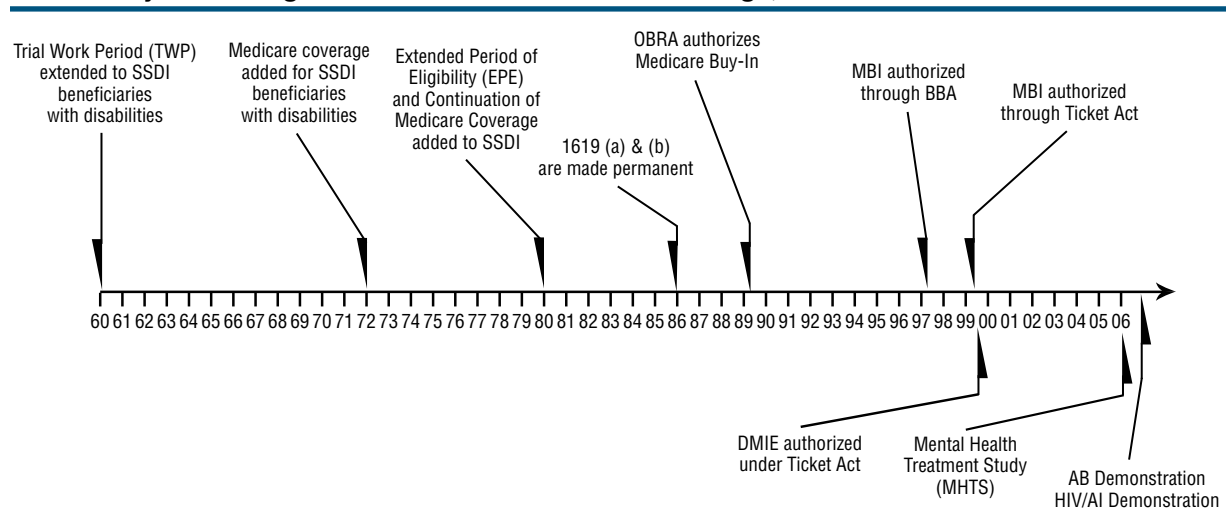 Trial Work Period (TWP)
extended to SSDI
beneficiaries
with disabilities
Medicare coverage
added for SSDI
beneficiaries
with disabilities
Extended Period of
Eligibility (EPE)
and Continuation of
Medicare Coverage
added to SSDI
1619 (a) & (b)
are made permanent
OBRA authorizes
Medicare Buy-In
MBI authorized
through BBA
MBI authorized
through Ticket Act
60 61 62 63 64 65 66 67 68 69 70 71 72 73 74 75 76 77 78 79 80 81 82 83 84 85 86 87 88 89 90 91 92 93 94 95 96 97 98 99 00 01 02 03 04 05 06
DMIE authorized
under Ticket Act
Mental Health
Treatment Study
(MHTS)
AB Demonstration
HIV/AI Demonstration